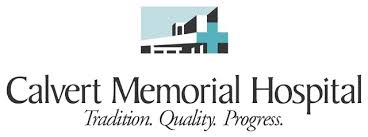 Calvert Memorial Hospital
Tradition. Quality. Progress.